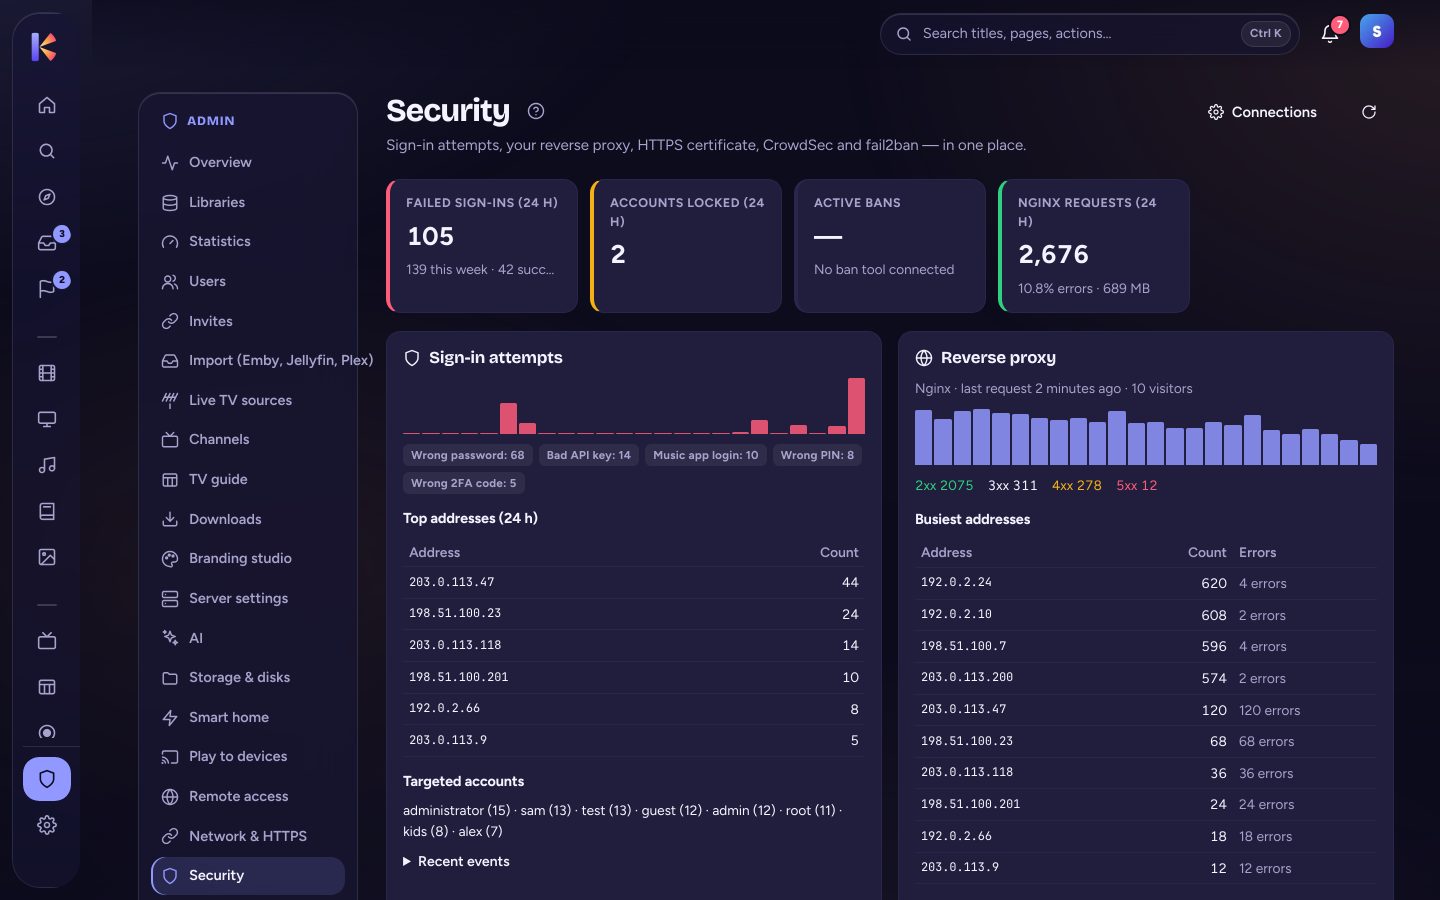 Search titles, pages, actions...
Ctrl K
7
S
3
2
ADMIN
Overview
Libraries
Statistics
Users
Invites
Import (Emby, Jellyfin, Plex)
Live TV sources
Channels
TV guide
Downloads
Branding studio
Server settings
AI
Storage & disks
Smart home
Play to devices
Remote access
Network & HTTPS
Security
Security
Connections
Sign-in attempts, your reverse proxy, HTTPS certificate, CrowdSec and fail2ban — in one place.
FAILED SIGN-INS (24 H)
105
139 this week · 42 succ...
ACCOUNTS LOCKED (24
H)
2
ACTIVE BANS
—
No ban tool connected
NGINX REQUESTS (24
H)
2,676
10.8% errors · 689 MB
Sign-in attempts
Wrong password: 68 Bad API key: 14 Music app login: 10 Wrong PIN: 8
Wrong 2FA code: 5
Top addresses (24 h)
Address Count
203.0.113.47 44
198.51.100.23 24
203.0.113.118 14
198.51.100.201 10
192.0.2.66 8
203.0.113.9 5
Targeted accounts
administrator (15) · sam (13) · test (13) · guest (12) · admin (12) · root (11) ·
kids (8) · alex (7)
Recent events
Reverse proxy
Nginx · last request 2 minutes ago · 10 visitors
2xx 2075 3xx 311 4xx 278 5xx 12
Busiest addresses
Address Count Errors
192.0.2.24 620 4 errors
192.0.2.10 608 2 errors
198.51.100.7 596 4 errors
203.0.113.200 574 2 errors
203.0.113.47 120 120 errors
198.51.100.23 68 68 errors
203.0.113.118 36 36 errors
198.51.100.201 24 24 errors
192.0.2.66 18 18 errors
203.0.113.9 12 12 errors